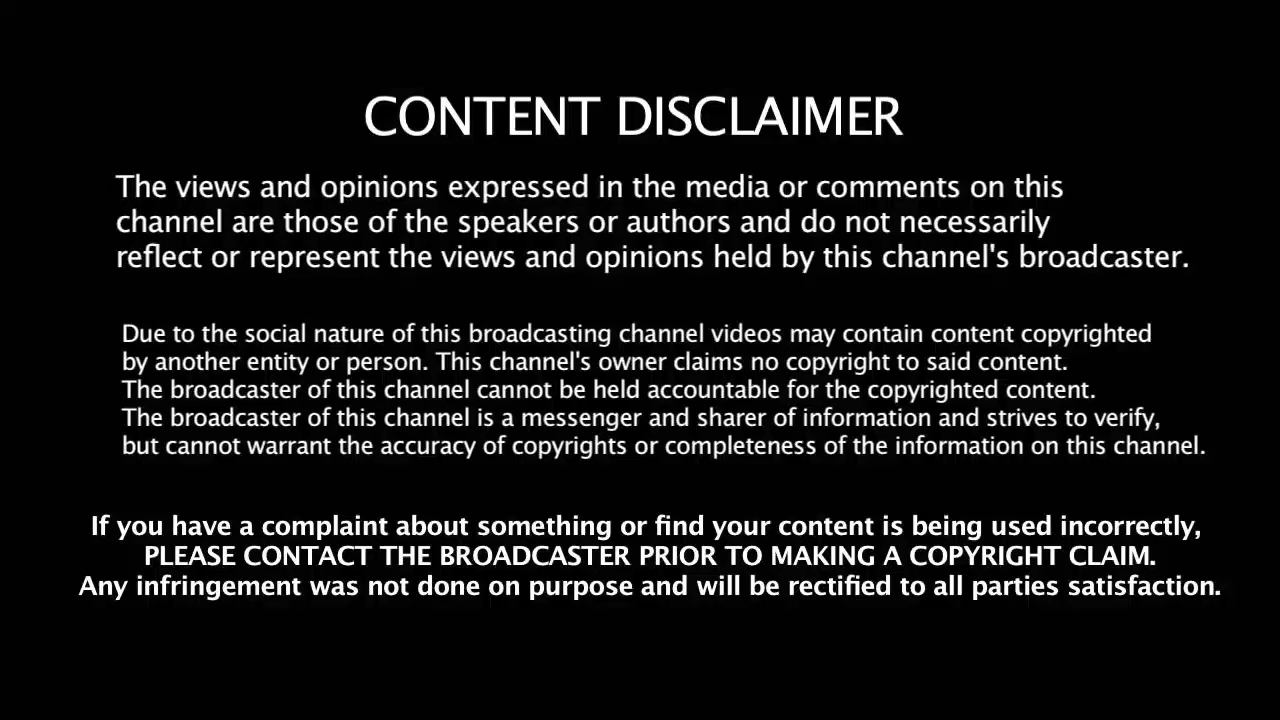 CONTENT DISCLAIMER
The views and opinions expressed in the media or comments on this
channel are those of the speakers or authors and do not necessarily
reflect or represent the views and opinions held by this channel's broadcaster.
Due to the social nature of this broadcasting channel videos may contain content copyrighted
by another entity or person. This channel's owner claims no copyright to said content.
The broadcaster of this channel cannot be held accountable for the copyrighted content.
The broadcaster of this channel is a messenger and sharer of information and strives to verify,
but cannot warrant the accuracy of copyrights or completeness of the information on this channel.
If you have a complaint about something or find your content is being used incorrectly,
PLEASE CONTACT THE BROADCASTER PRIOR TO MAKING A COPYRIGHT CLAIM.
Any infringement was not done on purpose and will be rectified to all parties satisfaction.